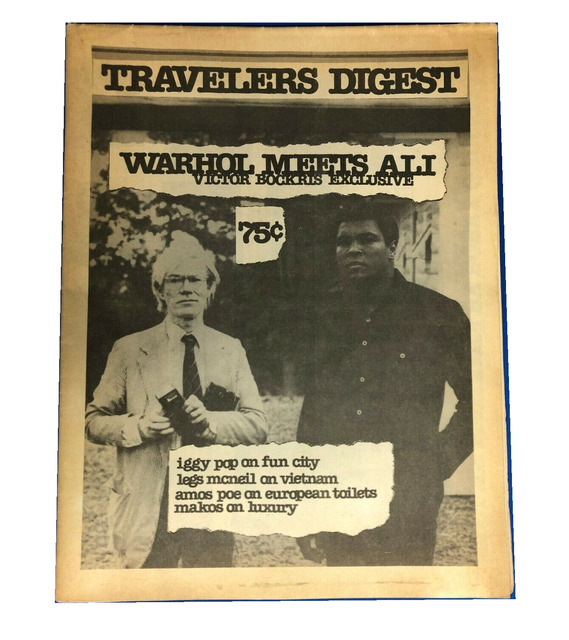 TRAVELERS DIGEST
WARHOL MEETS ALI
VICTOR BOCKRIS EXCLUSIVE
75¢
iggy pop on fun city
legs mcneil on vietnam
amos poe on european toilets
makos on luxury